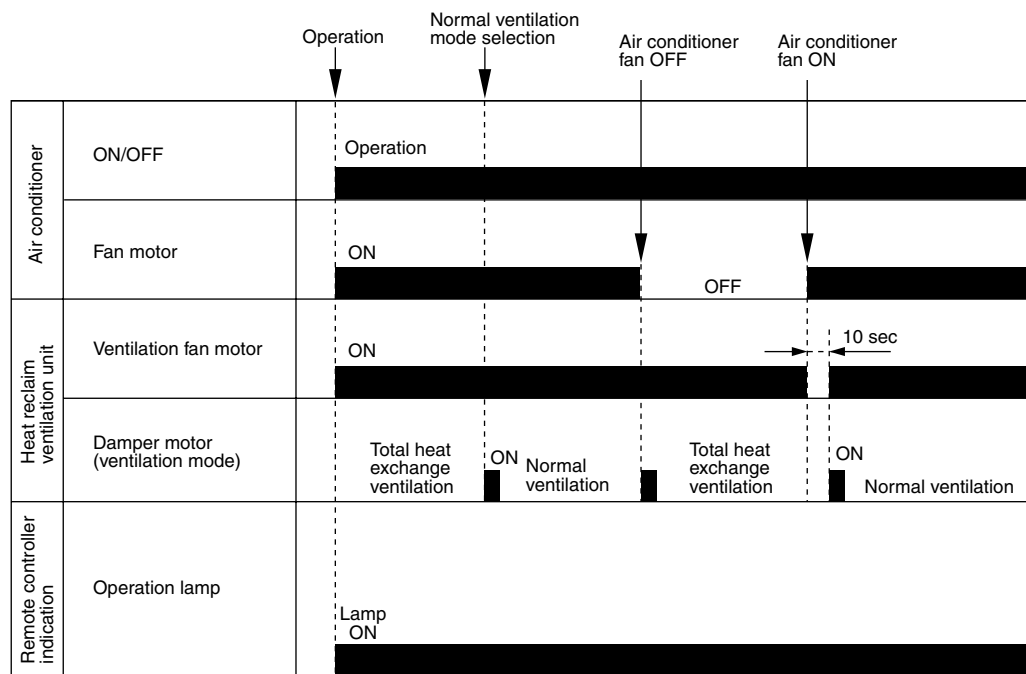 Operation
Normal ventilation
mode selection
Air conditioner
fan OFF
Air conditioner
fan ON
Air conditioner
ON/OFF
Operation
Fan motor
ON
OFF
Heat reclaim
ventilation unit
Ventilation fan motor
ON
10 sec
Damper motor
(ventilation mode)
Total heat
exchange
ventilation
ON
Normal
ventilation
Total heat
exchange
ventilation
ON
Normal ventilation
Remote controller
indication
Operation lamp
Lamp
ON